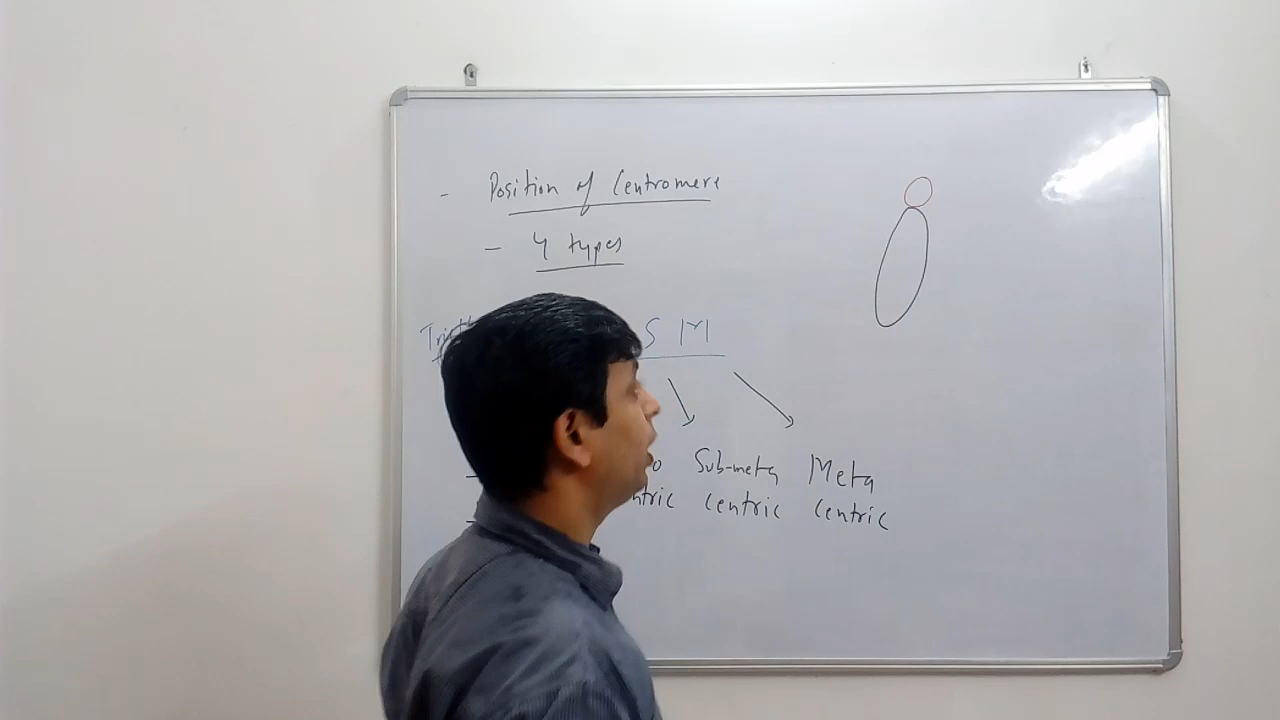 - Position of Centromere
- 4 types
S M
Sub-meta Meta
centric centric